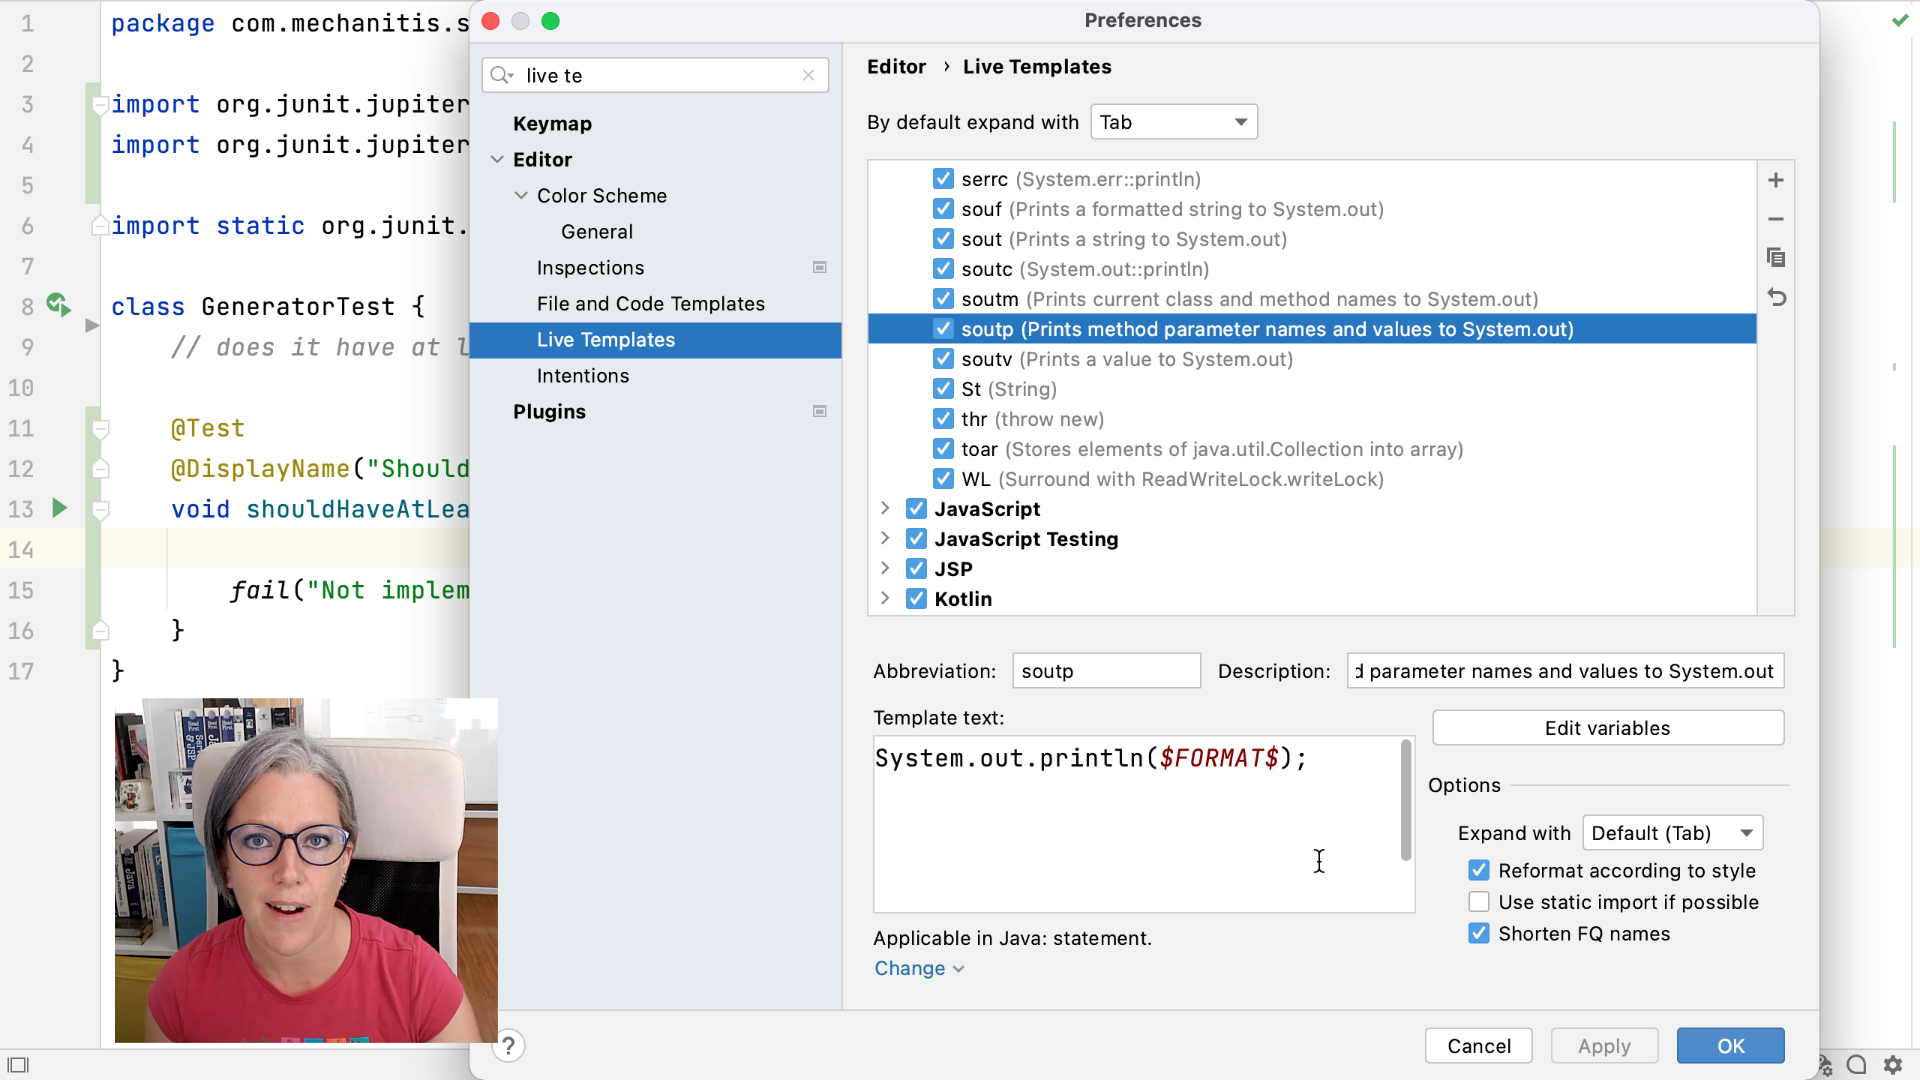 1 package com.mechanitis.s
2
3 import org.junit.jupiter
4 import org.junit.jupiter
5
6 import static org.junit.
7
8 class GeneratorTest {
9 // does it have at l
10
11 @Test
12 @DisplayName("Should
13 void shouldHaveAtLea
14
15 fail("Not implem
16 }
17 }
Preferences
live te
Keymap
Editor
Color Scheme
General
Inspections
File and Code Templates
Live Templates
Intentions
Plugins
Editor › Live Templates
By default expand with Tab
serrc (System.err::println)
souf (Prints a formatted string to System.out)
sout (Prints a string to System.out)
soutc (System.out::println)
soutm (Prints current class and method names to System.out)
soutp (Prints method parameter names and values to System.out)
soutv (Prints a value to System.out)
St (String)
thr (throw new)
toar (Stores elements of java.util.Collection into array)
WL (Surround with ReadWriteLock.writeLock)
JavaScript
JavaScript Testing
JSP
Kotlin
Abbreviation: soutp Description: d parameter names and values to System.out
Template text:
Edit variables
System.out.println($FORMAT$);
Options
Expand with Default (Tab)
Reformat according to style
Use static import if possible
Shorten FQ names
Applicable in Java: statement.
Change
?
Cancel Apply OK